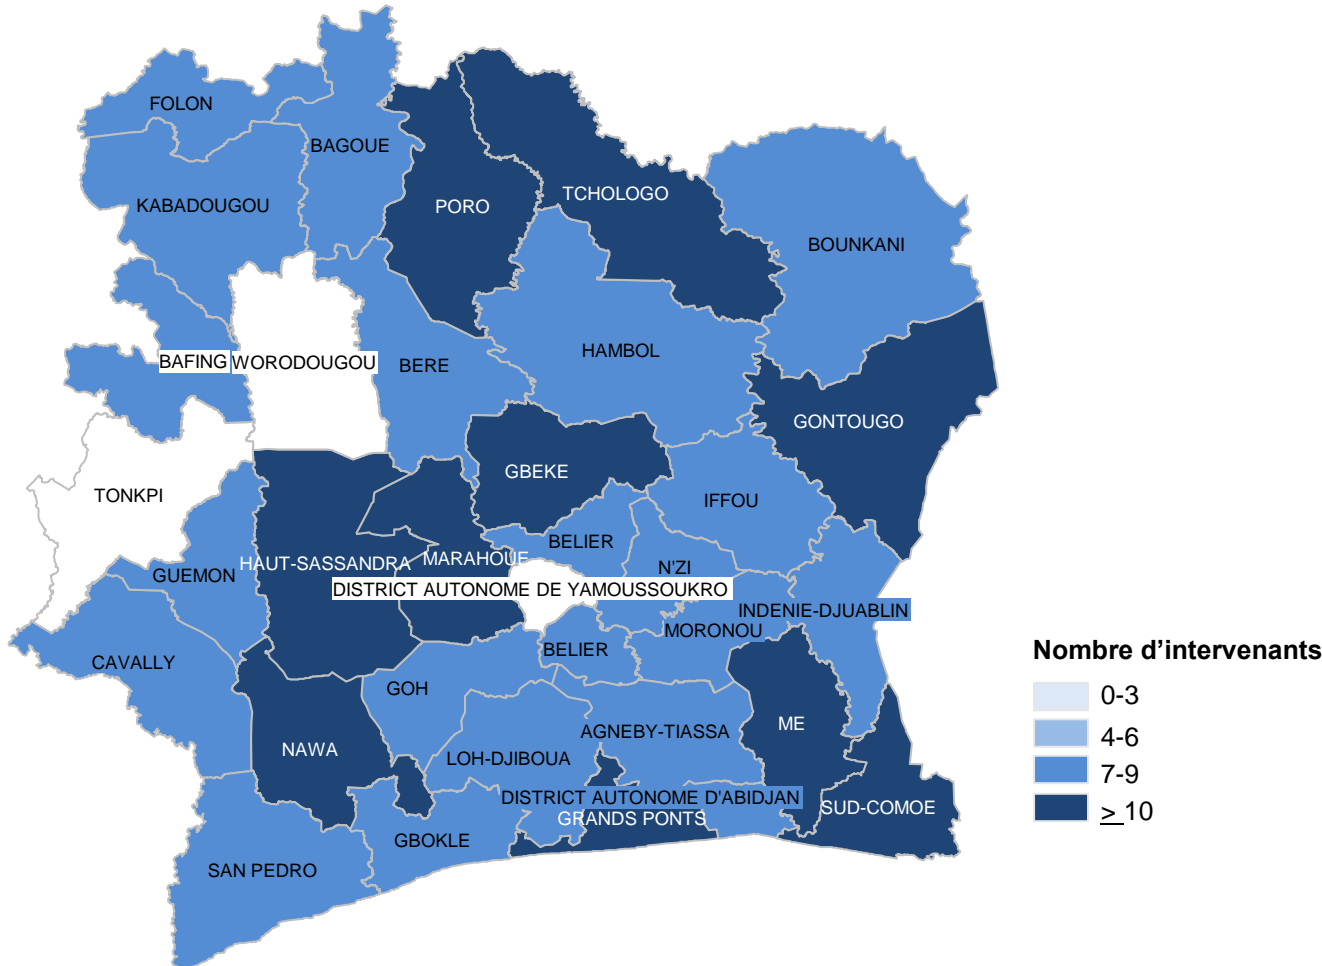 FOLON
BAGOUE
KABADOUGOU
PORO
TCHOLOGO
BOUNKANI
BAFING
WORODOUGOU
BERE
HAMBOL
GONTOUGO
TONKPI
GBEKE
IFFOU
BELIER
HAUT-SASSANDRA
MARAHOUE
GUEMON
N'ZI
DISTRICT AUTONOME DE YAMOUSSOUKRO
INDENIE-DJUABLIN
MORONOU
CAVALLY
BELIER
GOH
NAWA
LOH-DJIBOUA
AGNEBY-TIASSA
ME
DISTRICT AUTONOME D'ABIDJAN
SUD-COMOE
GRANDS PONTS
GBOKLE
SAN PEDRO
Nombre d’intervenants
0-3
4-6
7-9
≥ 10